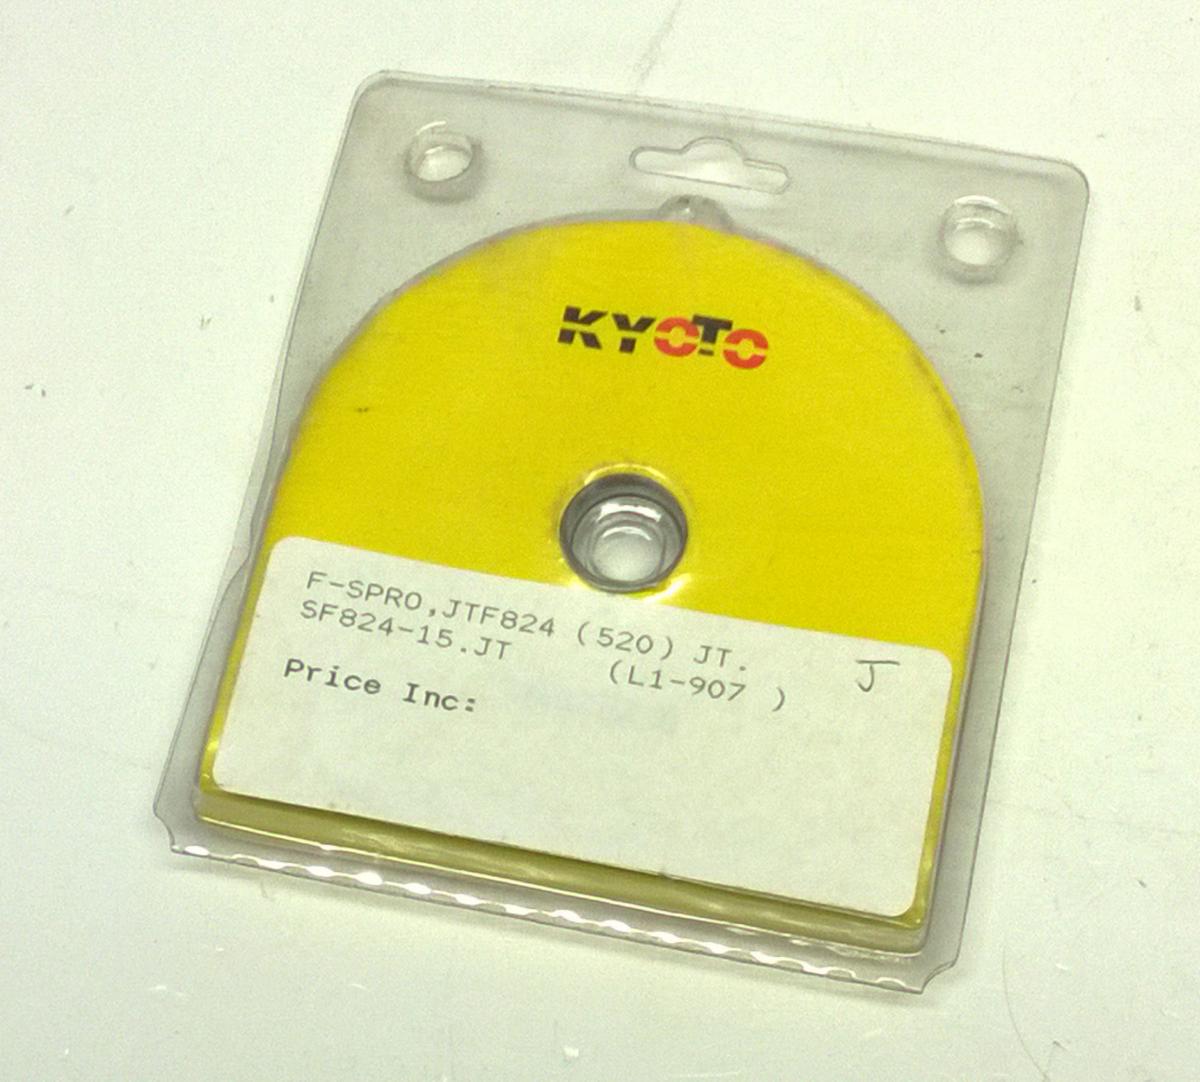 KYOTO
F-SPRO,JTF824 (520) JT.
SF824-15.JT (L1-907 )
J
Price Inc: